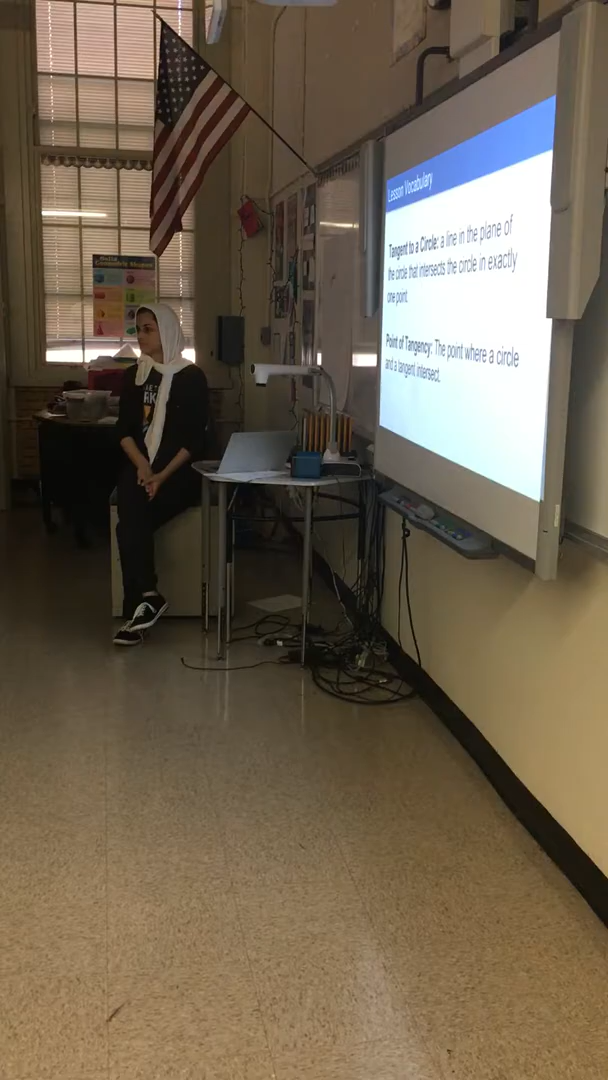 Lesson Vocabulary
Tangent to a Circle: a line in the plane of
the circle that intersects the circle in exactly
one point.
Point of Tangency: The point where a circle
and a tangent intersect.